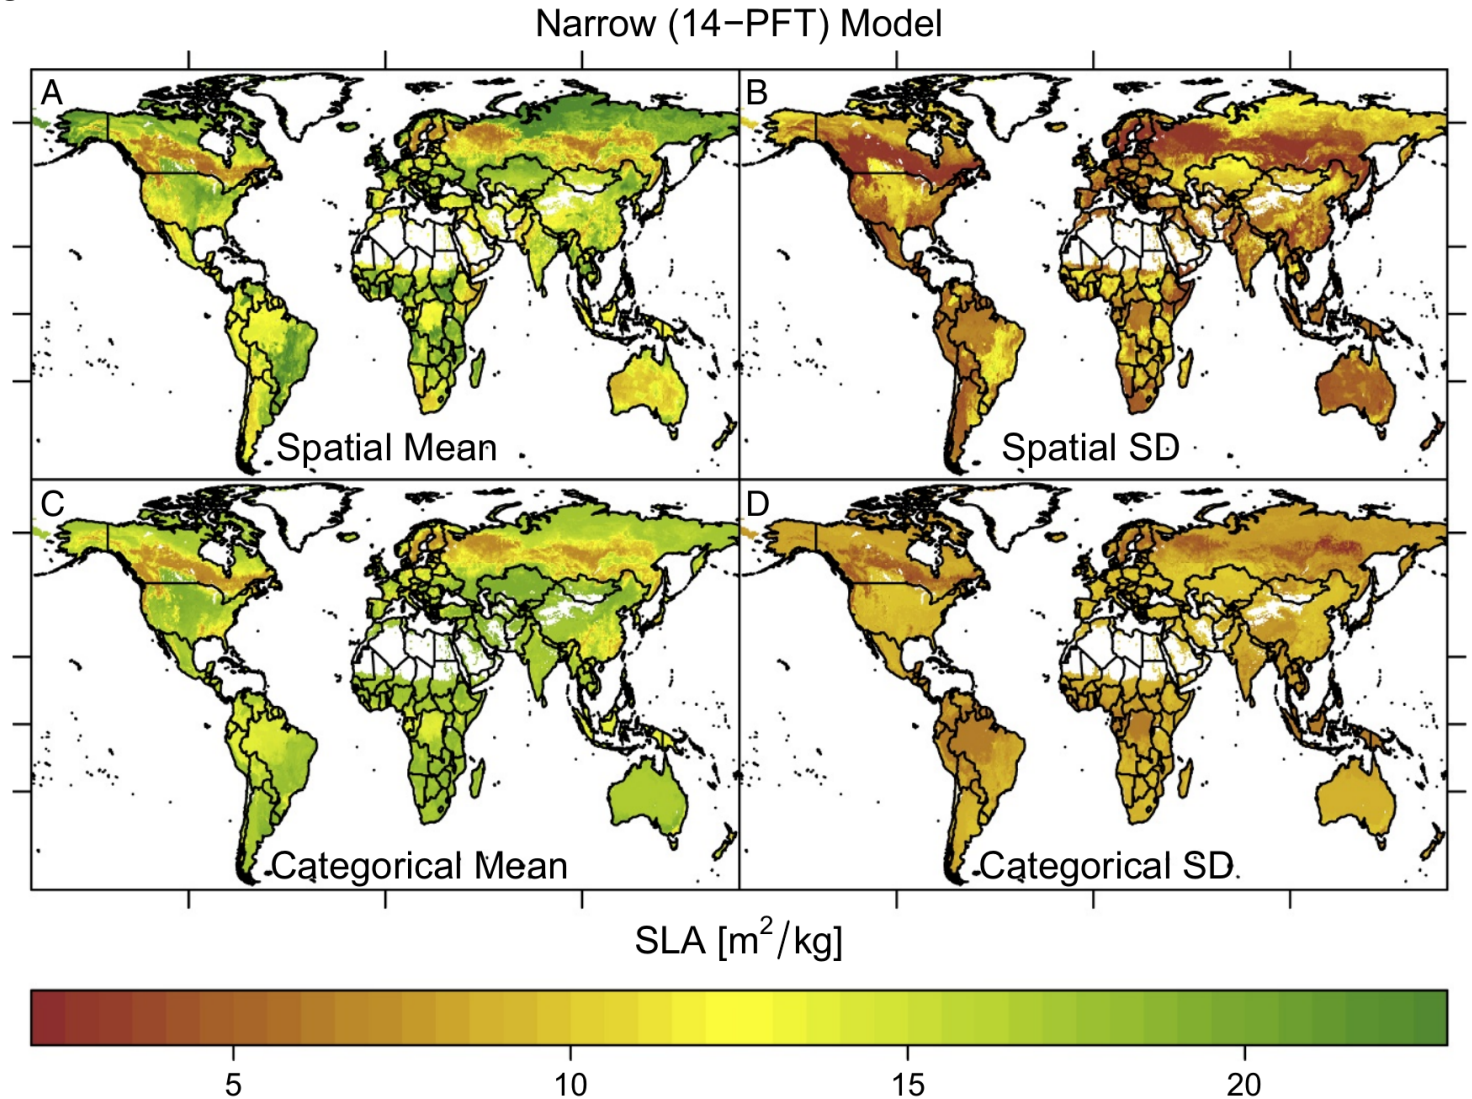 Narrow (14−PFT) Model
A
B
Spatial Mean
Spatial SD
C
D
Categorical Mean
Categorical SD
SLA [m²/kg]
5 10 15 20